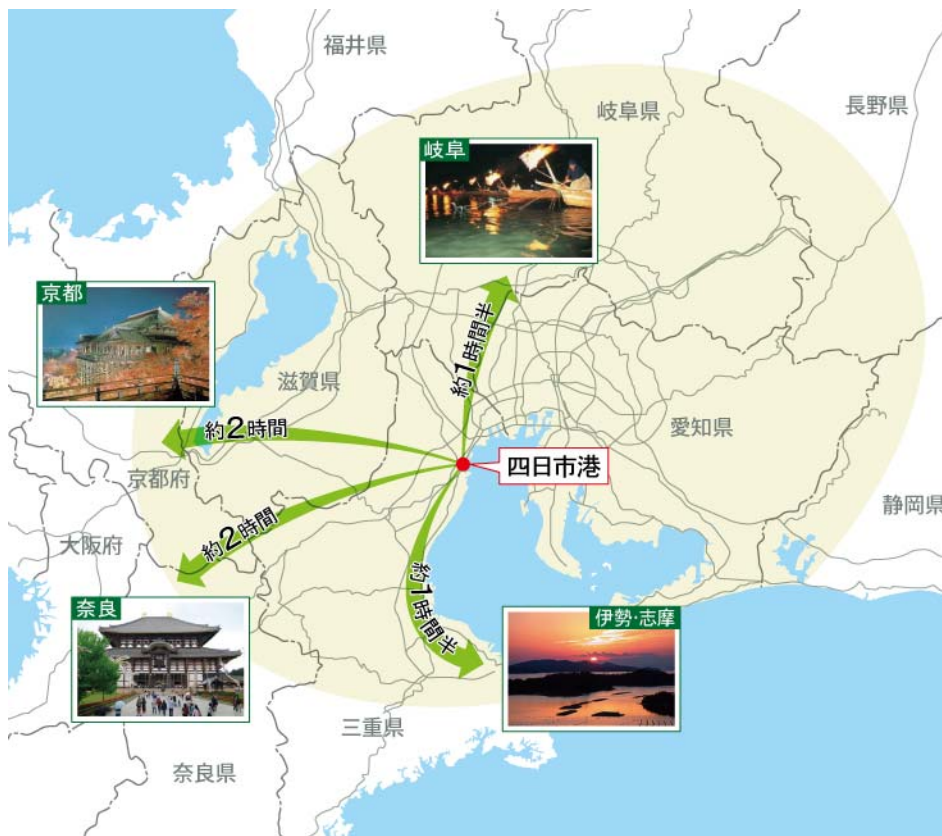 福井県
岐阜県
長野県
岐阜
京都
約1時間半
滋賀県
愛知県
約2時間
四日市港
京都府
静岡県
大阪府
約2時間
約1時間半
奈良
伊勢・志摩
三重県
奈良県